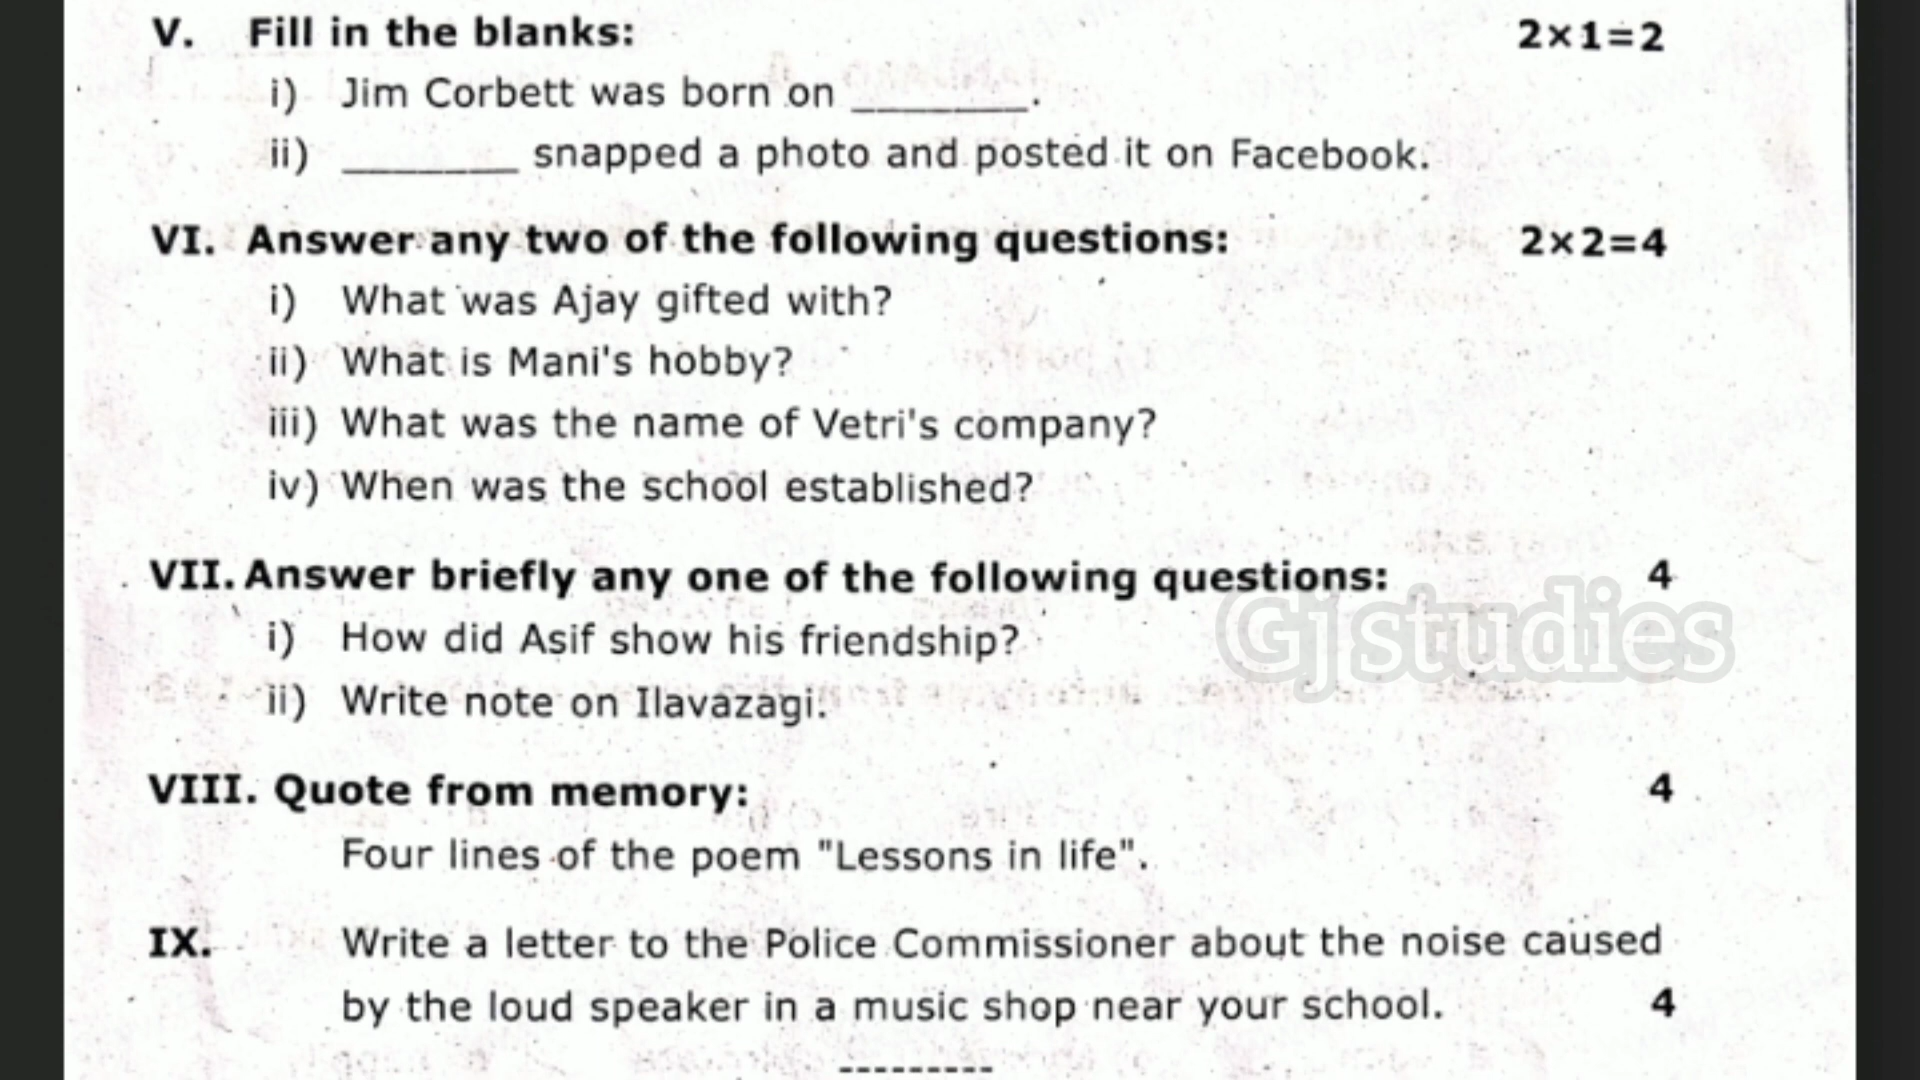 V. Fill in the blanks: 2×1=2
i) Jim Corbett was born on ________.
ii) ________ snapped a photo and posted it on Facebook.
VI. Answer any two of the following questions: 2×2=4
i) What was Ajay gifted with?
ii) What is Mani's hobby?
iii) What was the name of Vetri's company?
iv) When was the school established?
VII. Answer briefly any one of the following questions: 4
i) How did Asif show his friendship?
Gjstudies
ii) Write note on Ilavazagi.
VIII. Quote from memory: 4
Four lines of the poem "Lessons in life".
IX. Write a letter to the Police Commissioner about the noise caused
by the loud speaker in a music shop near your school. 4
---------